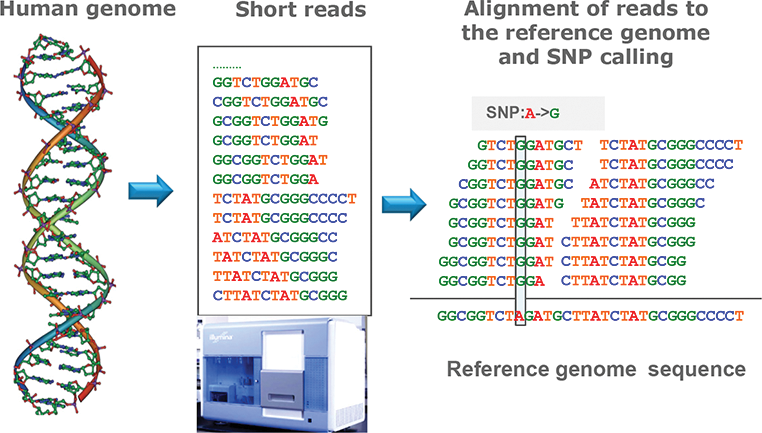 Human genome
Short reads
Alignment of reads to
the reference genome
and SNP calling
.........
GGTCTGGATGC
CGGTCTGGATGC
GCGGTCTGGATG
GCGGTCTGGAT
GGCGGTCTGGAT
GGCGGTCTGGA
TCTATGCGGGCCCCT
TCTATGCGGGCCCC
ATCTATGCGGGCC
TATCTATGCGGGC
TTATCTATGCGGG
CTTATCTATGCGGG
illumina
SNP:A->G
GTCTGGATGCT TCTATGCGGGCCCCT
GGTCTGGATGC TCTATGCGGGCCCC
CGGTCTGGATGC ATCTATGCGGGCC
GCGGTCTGGATG TATCTATGCGGGC
GCGGTCTGGAT TTATCTATGCGGG
GCGGTCTGGAT CTTATCTATGCGGG
GGCGGTCTGGAT CTTATCTATGCGG
GGCGGTCTGGA CTTATCTATGCGG
GGCGGTCTAGATGCTTATCTATGCGGGCCCCT
Reference genome sequence